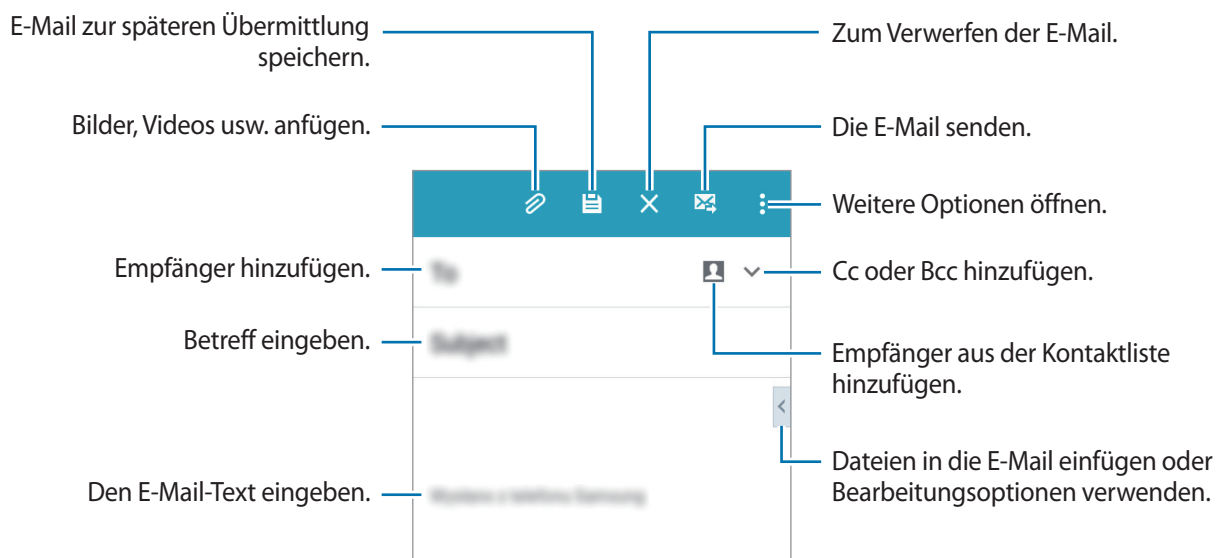 E-Mail zur späteren Übermittlung
speichern.
Zum Verwerfen der E-Mail.
Bilder, Videos usw. anfügen.
Die E-Mail senden.
Weitere Optionen öffnen.
Empfänger hinzufügen.
To
Cc oder Bcc hinzufügen.
Betreff eingeben.
Subject
Empfänger aus der Kontaktliste
hinzufügen.
Dateien in die E-Mail einfügen oder
Bearbeitungsoptionen verwenden.
Den E-Mail-Text eingeben.